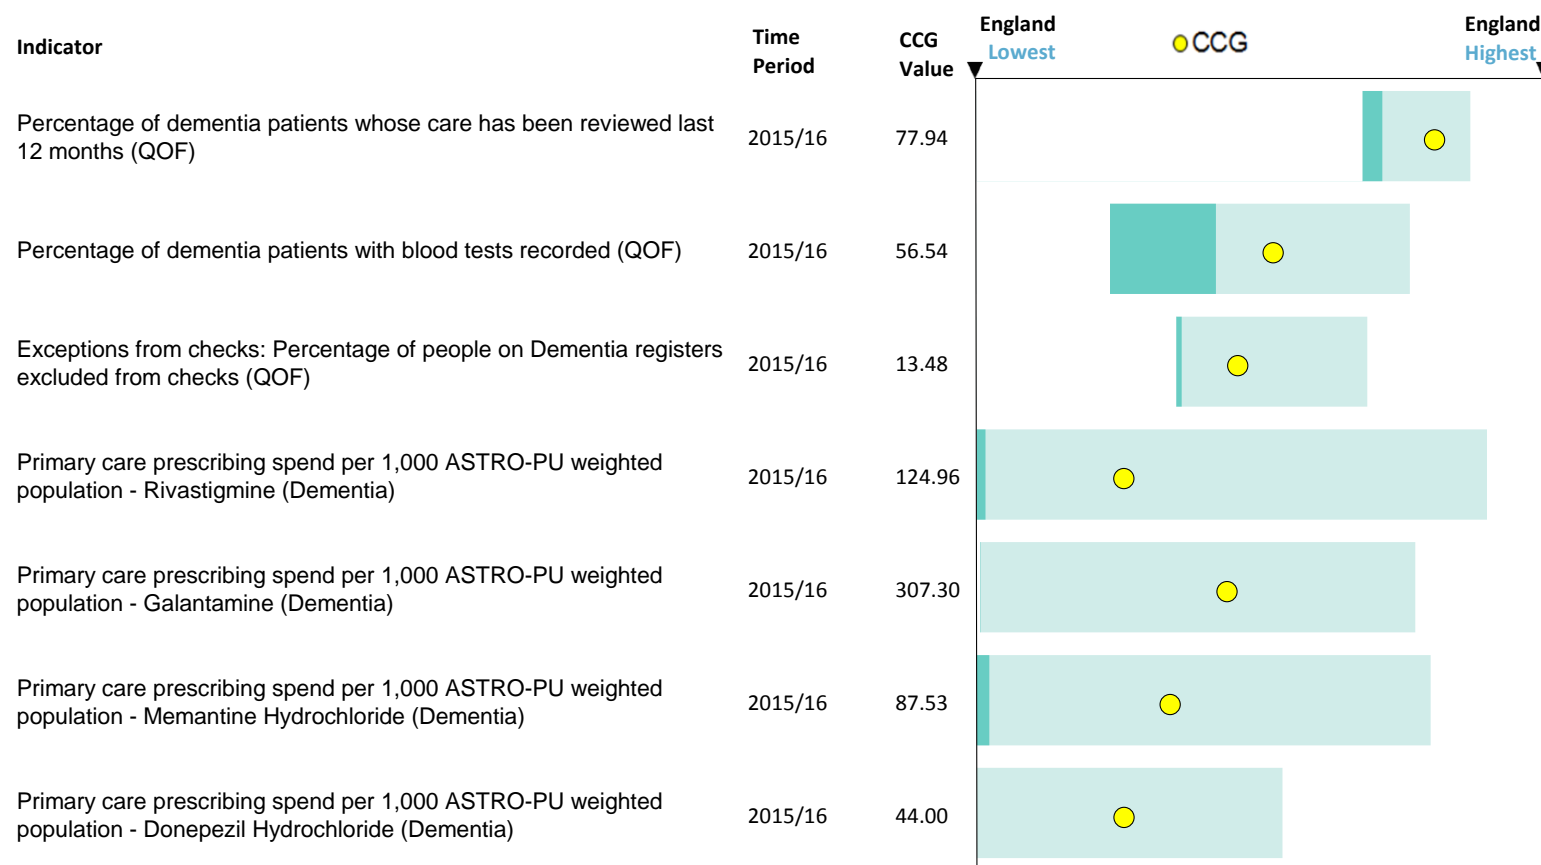 Indicator
Time
Period
CCG
Value
England
Lowest
CCG
England
Highest
Percentage of dementia patients whose care has been reviewed last
12 months (QOF)
2015/16
77.94
Percentage of dementia patients with blood tests recorded (QOF)
2015/16
56.54
Exceptions from checks: Percentage of people on Dementia registers
excluded from checks (QOF)
2015/16
13.48
Primary care prescribing spend per 1,000 ASTRO-PU weighted
population - Rivastigmine (Dementia)
2015/16
124.96
Primary care prescribing spend per 1,000 ASTRO-PU weighted
population - Galantamine (Dementia)
2015/16
307.30
Primary care prescribing spend per 1,000 ASTRO-PU weighted
population - Memantine Hydrochloride (Dementia)
2015/16
87.53
Primary care prescribing spend per 1,000 ASTRO-PU weighted
population - Donepezil Hydrochloride (Dementia)
2015/16
44.00